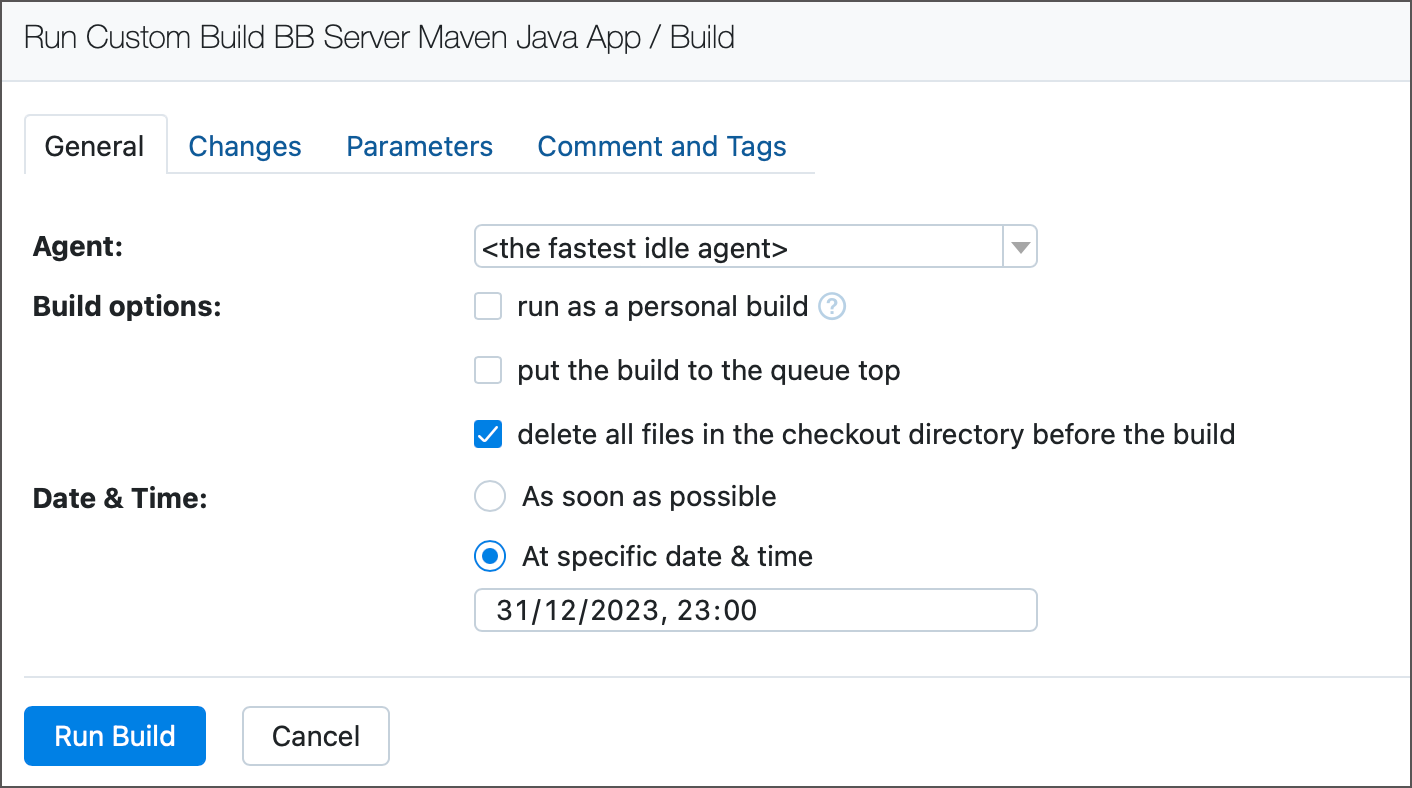 Run Custom Build BB Server Maven Java App / Build
General Changes Parameters Comment and Tags
Agent: <the fastest idle agent>
Build options: run as a personal build ?
put the build to the queue top
delete all files in the checkout directory before the build
Date & Time: As soon as possible
At specific date & time
31/12/2023, 23:00
Run Build Cancel